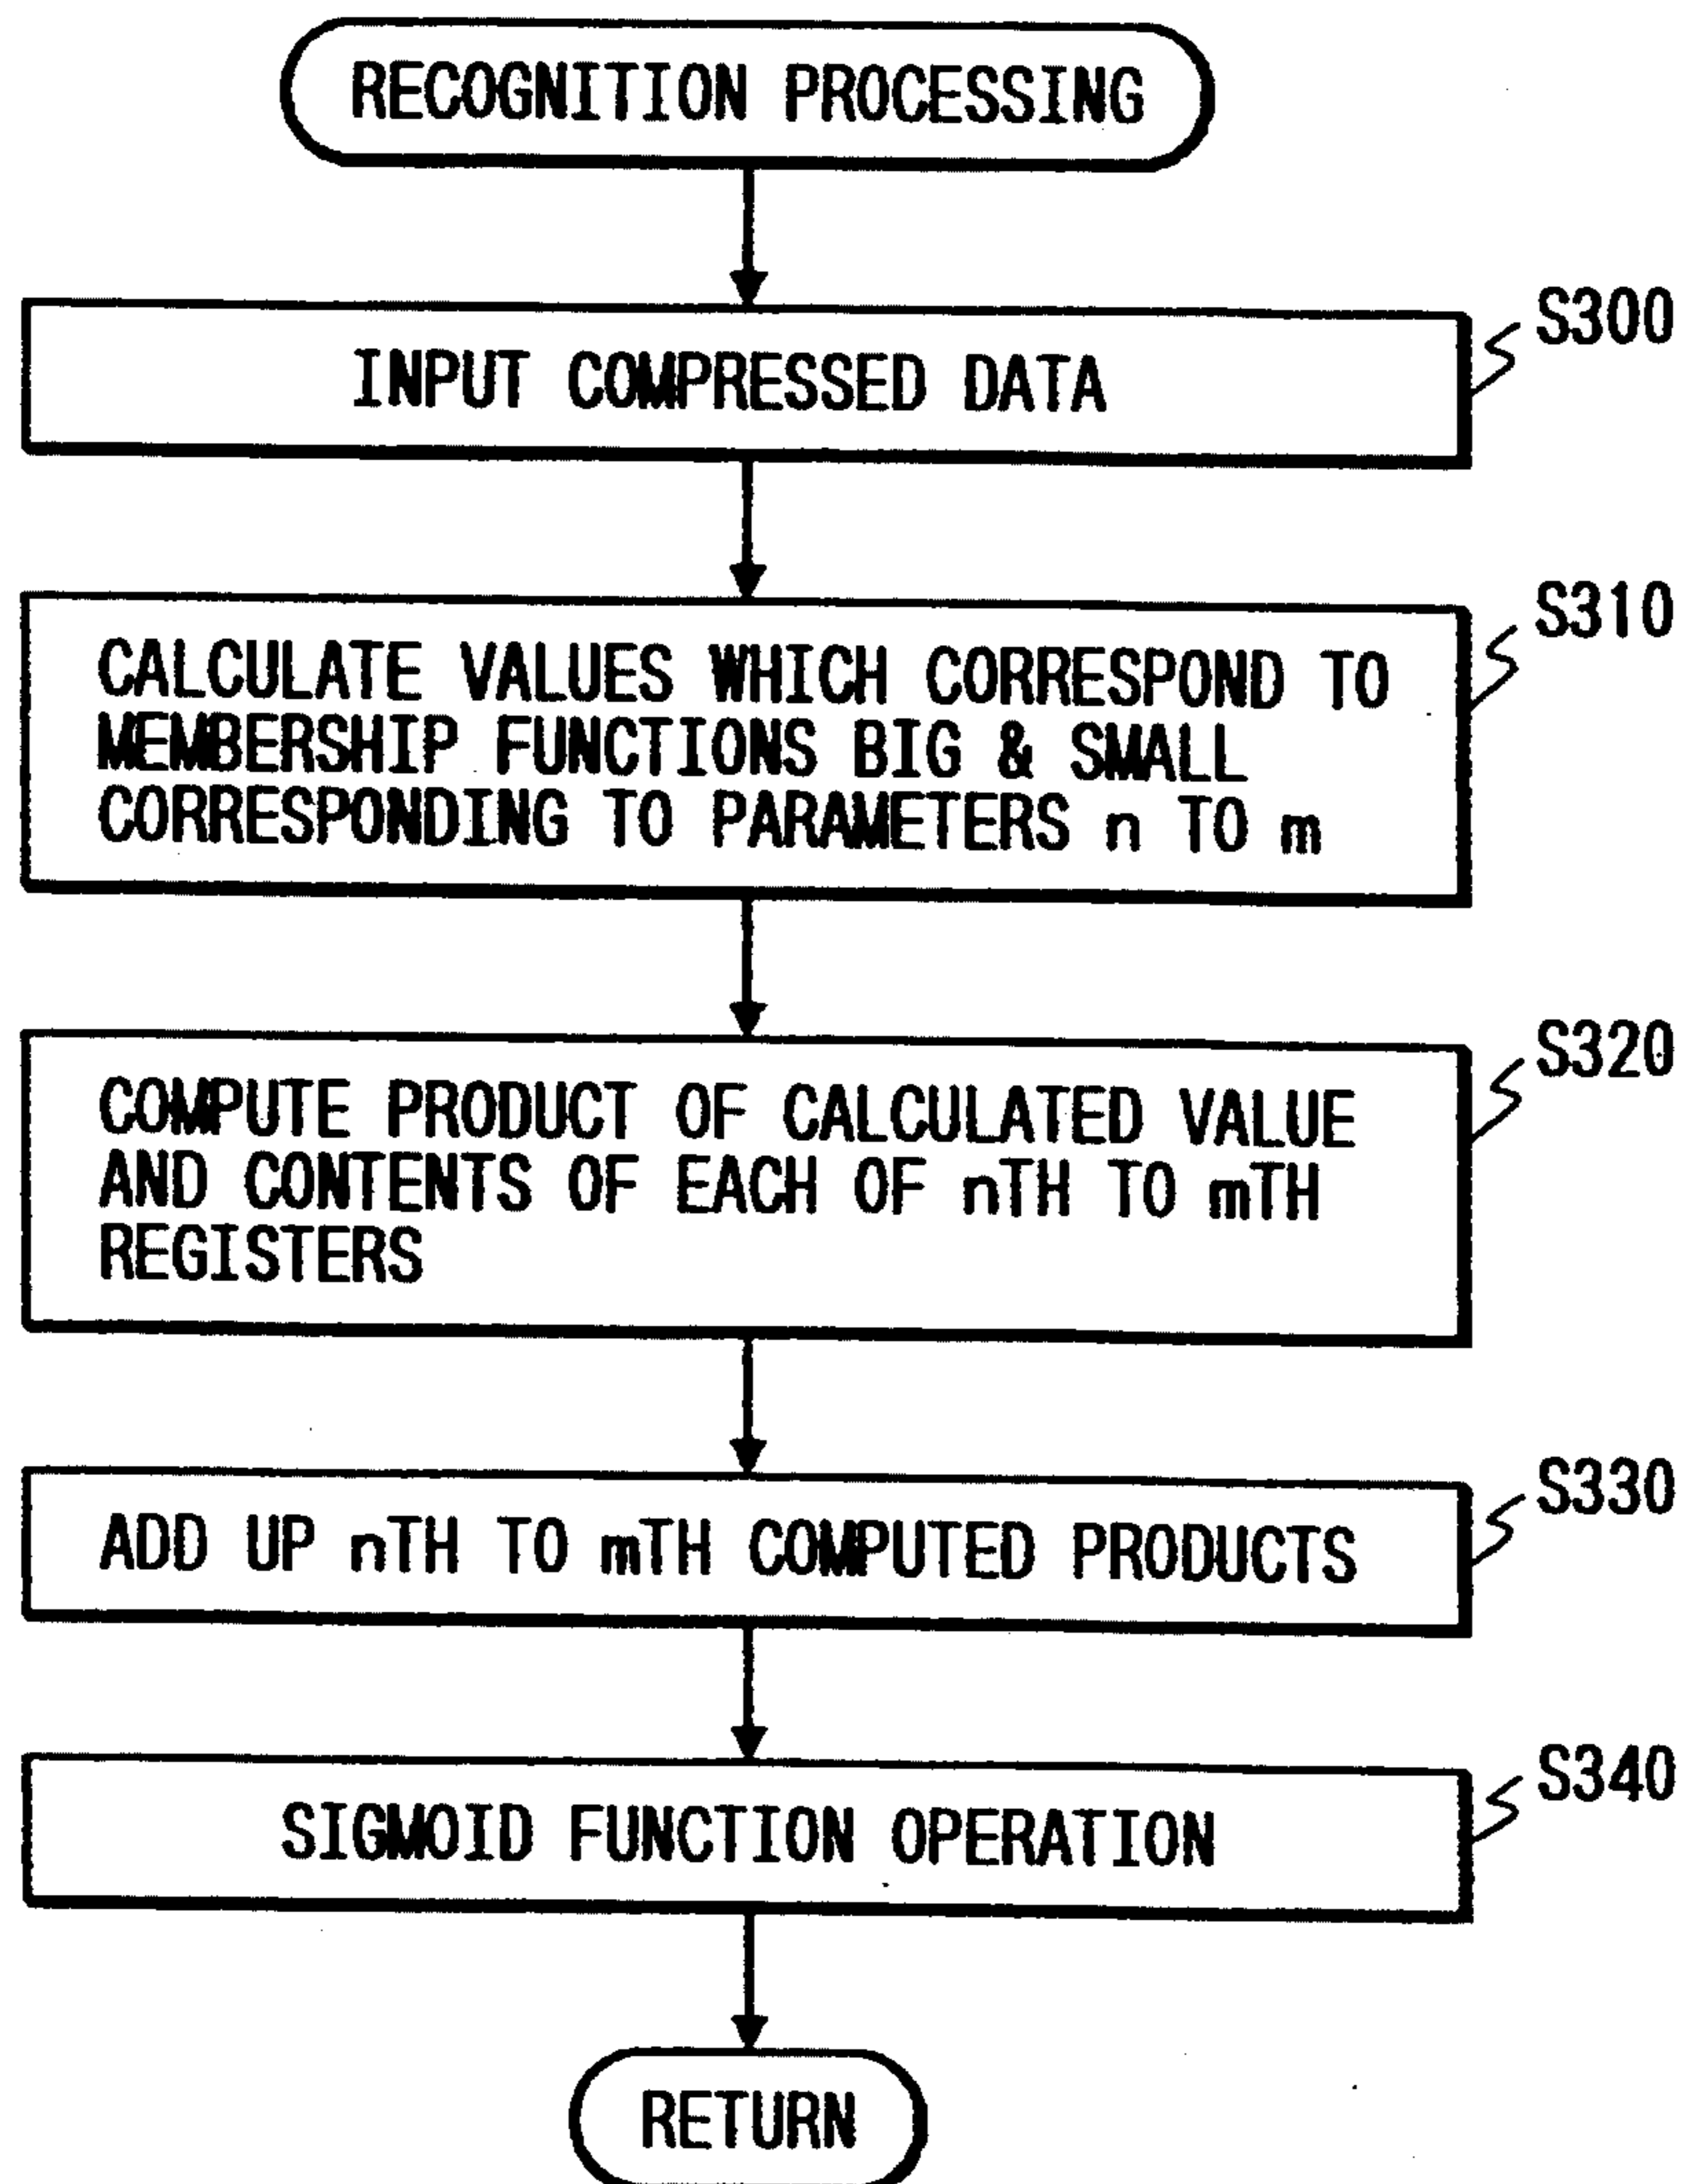 RECOGNITION PROCESSING
INPUT COMPRESSED DATA
S300
CALCULATE VALUES WHICH CORRESPOND TO
MEMBERSHIP FUNCTIONS BIG & SMALL
CORRESPONDING TO PARAMETERS n TO m
S310
COMPUTE PRODUCT OF CALCULATED VALUE
AND CONTENTS OF EACH OF nTH TO mTH
REGISTERS
S320
ADD UP nTH TO mTH COMPUTED PRODUCTS
S330
SIGMOID FUNCTION OPERATION
S340
RETURN